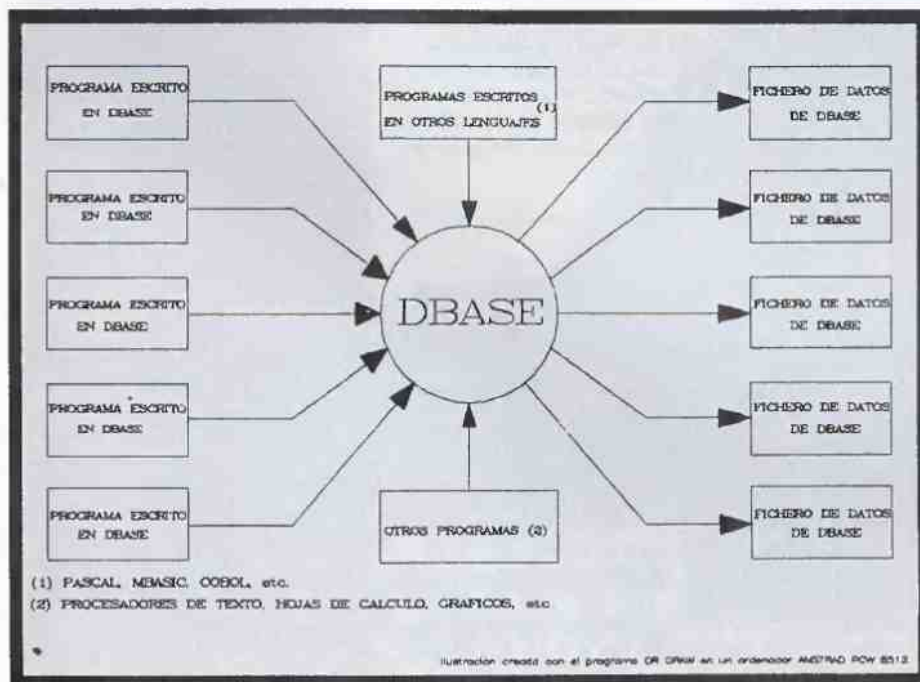 PROGRAMA ESCRITO
EN DBASE
PROGRAMA ESCRITO
EN DBASE
PROGRAMA ESCRITO
EN DBASE
PROGRAMA ESCRITO
EN DBASE
PROGRAMA ESCRITO
EN DBASE
PROGRAMAS ESCRITOS
(1)
EN OTROS LENGUAJES
DBASE
OTROS PROGRAMAS (2)
FICHERO DE DATOS
DE DBASE
FICHERO DE DATOS
DE DBASE
FICHERO DE DATOS
DE DBASE
FICHERO DE DATOS
DE DBASE
FICHERO DE DATOS
DE DBASE
(1) PASCAL, MBASIC, COBOL, etc.
(2) PROCESADORES DE TEXTO, HOJAS DE CALCULO, GRAFICOS, etc
Ilustración creada con el programa DR DRAW en un ordenador AMSTRAD PCW 8512.